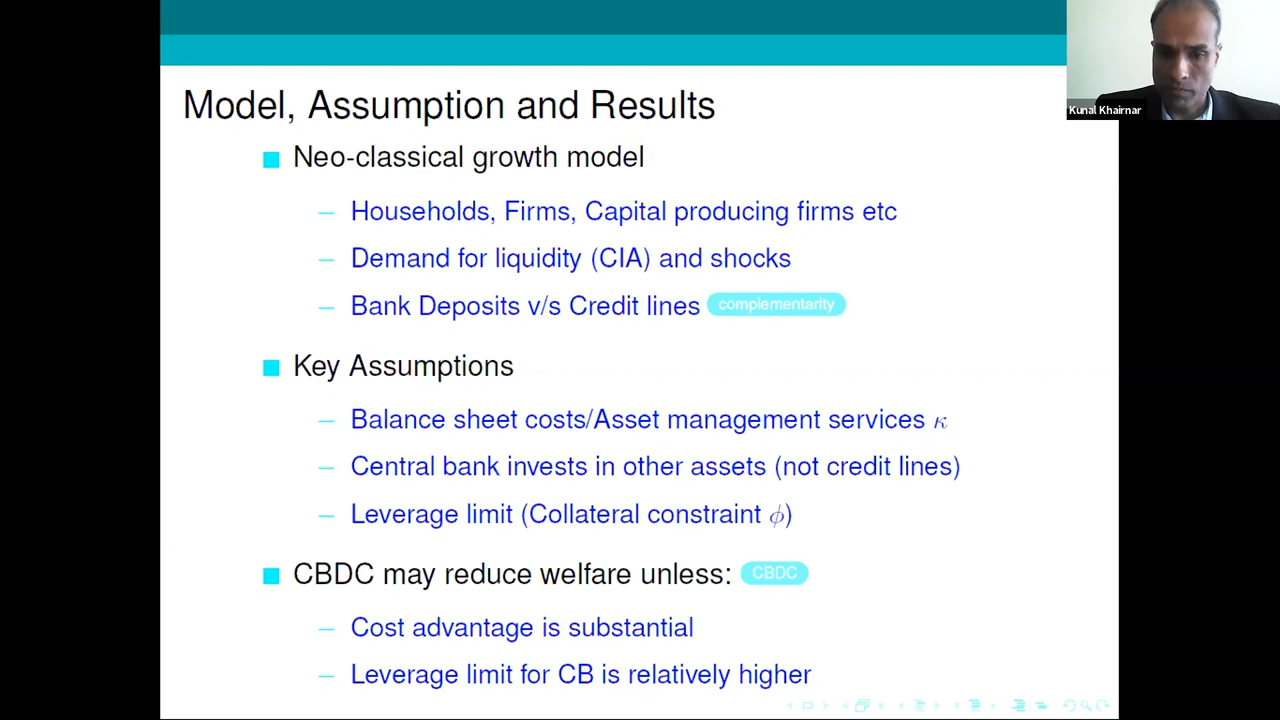 Model, Assumption and Results
Neo-classical growth model
– Households, Firms, Capital producing firms etc
– Demand for liquidity (CIA) and shocks
– Bank Deposits v/s Credit lines complementarity
Key Assumptions
– Balance sheet costs/Asset management services κ
– Central bank invests in other assets (not credit lines)
– Leverage limit (Collateral constraint ϕ)
CBDC may reduce welfare unless: CBDC
– Cost advantage is substantial
– Leverage limit for CB is relatively higher
Kunal Khairnar